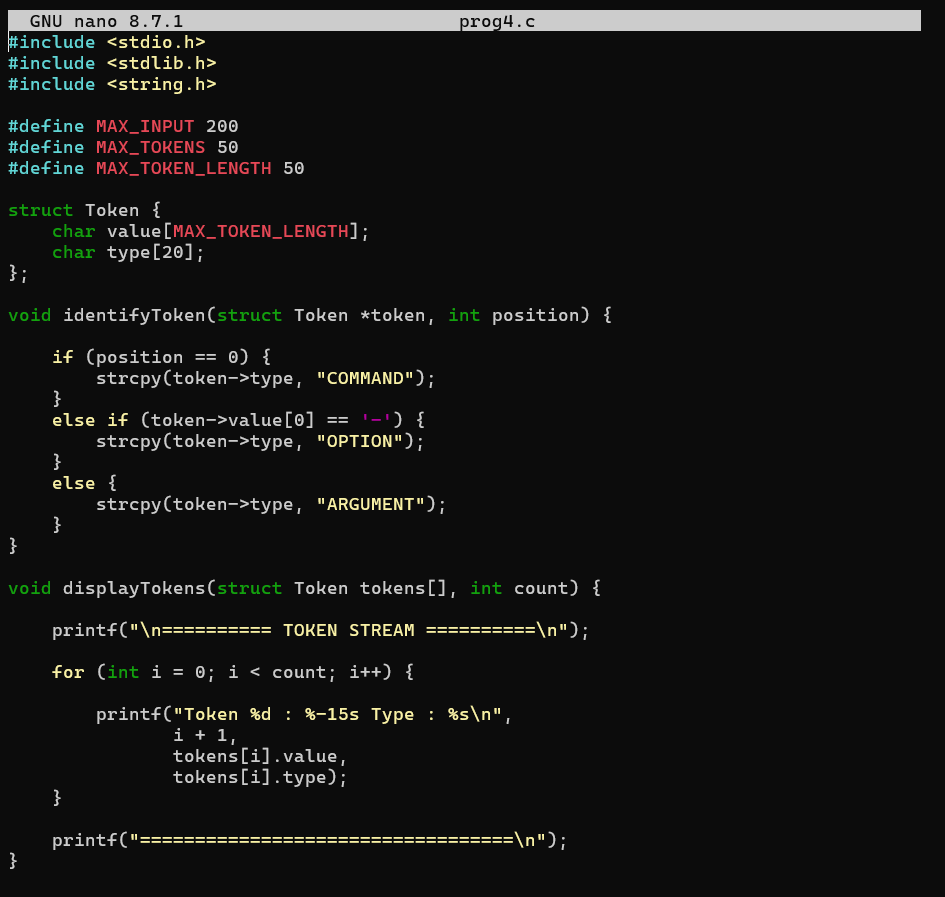 GNU nano 8.7.1 prog4.c
#include <stdio.h>
#include <stdlib.h>
#include <string.h>

#define MAX_INPUT 200
#define MAX_TOKENS 50
#define MAX_TOKEN_LENGTH 50

struct Token {
    char value[MAX_TOKEN_LENGTH];
    char type[20];
};

void identifyToken(struct Token *token, int position) {

    if (position == 0) {
        strcpy(token->type, "COMMAND");
    }
    else if (token->value[0] == '-') {
        strcpy(token->type, "OPTION");
    }
    else {
        strcpy(token->type, "ARGUMENT");
    }
}

void displayTokens(struct Token tokens[], int count) {

    printf("\n========== TOKEN STREAM ==========\n");

    for (int i = 0; i < count; i++) {

        printf("Token %d : %-15s Type : %s\n",
               i + 1,
               tokens[i].value,
               tokens[i].type);
    }

    printf("==================================\n");
}